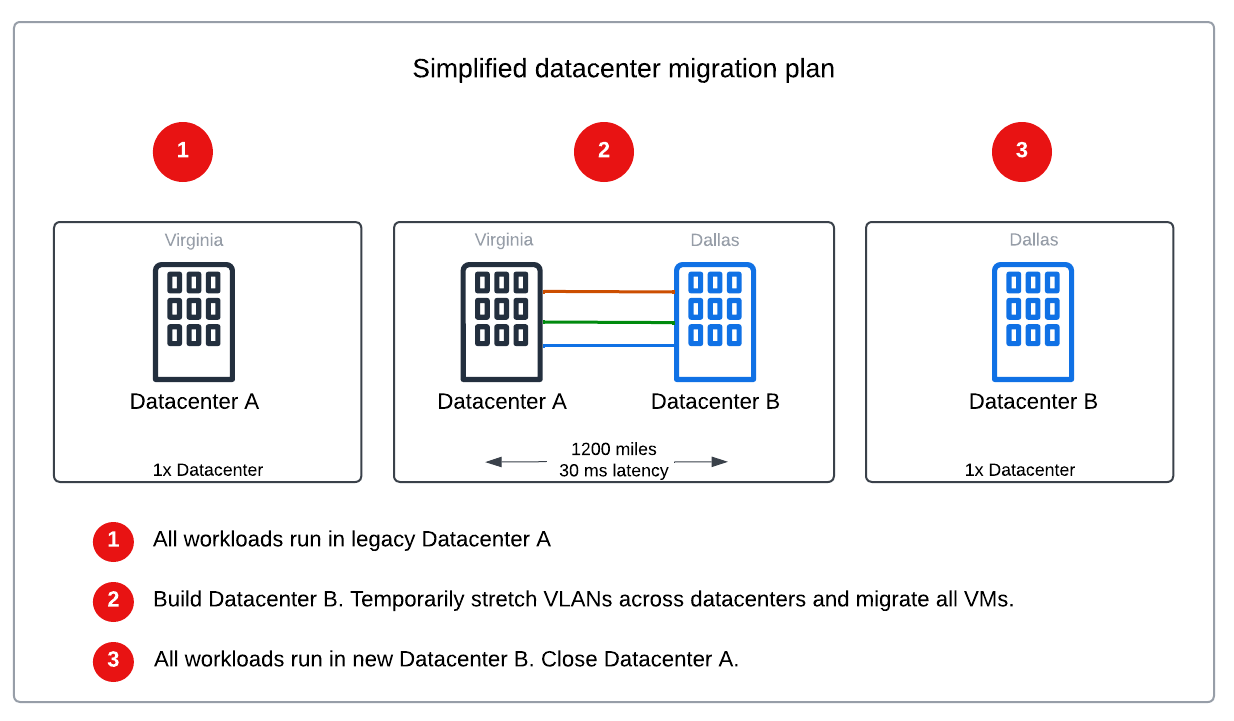 Simplified datacenter migration plan
1
2
3
Virginia
Datacenter A
1x Datacenter
Virginia
Dallas
Datacenter A
Datacenter B
1200 miles
30 ms latency
Dallas
Datacenter B
1x Datacenter
1 All workloads run in legacy Datacenter A
2 Build Datacenter B. Temporarily stretch VLANs across datacenters and migrate all VMs.
3 All workloads run in new Datacenter B. Close Datacenter A.